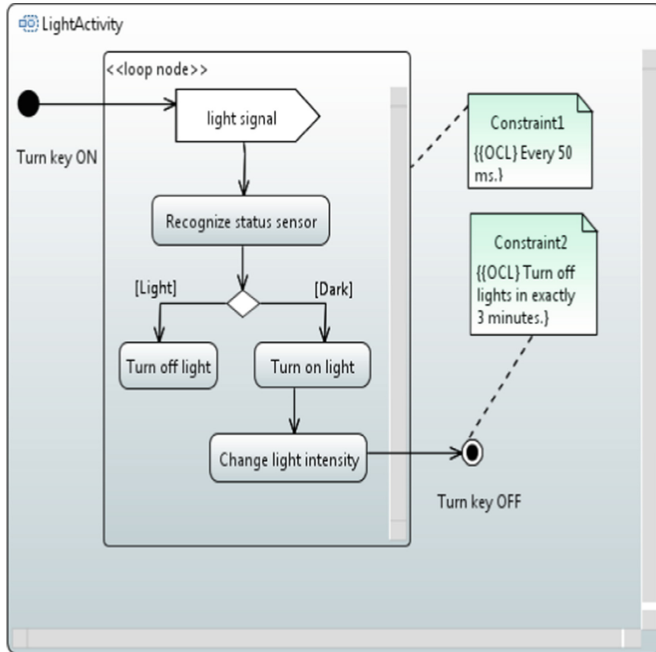 LightActivity
<<loop node>>
light signal
Turn key ON
Recognize status sensor
[Light]
[Dark]
Turn off light
Turn on light
Change light intensity
Constraint1
{{OCL} Every 50
ms.}
Constraint2
{{OCL} Turn off
lights in exactly
3 minutes.}
Turn key OFF